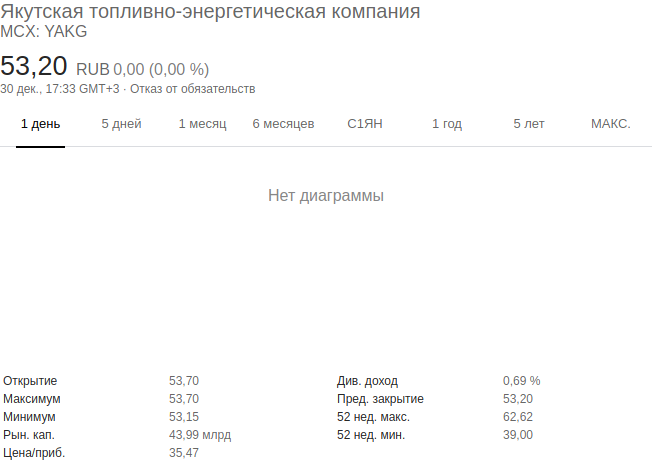 Якутская топливно-энергетическая компания
MCX: YAKG
53,20 RUB 0,00 (0,00 %)
30 дек., 17:33 GMT+3 · Отказ от обязательств
1 день 5 дней 1 месяц 6 месяцев С1ЯН 1 год 5 лет МАКС.
Нет диаграммы
Открытие 53,70 Див. доход 0,69 %
Максимум 53,70 Пред. закрытие 53,20
Минимум 53,15 52 нед. макс. 62,62
Рын. кап. 43,99 млрд 52 нед. мин. 39,00
Цена/приб. 35,47